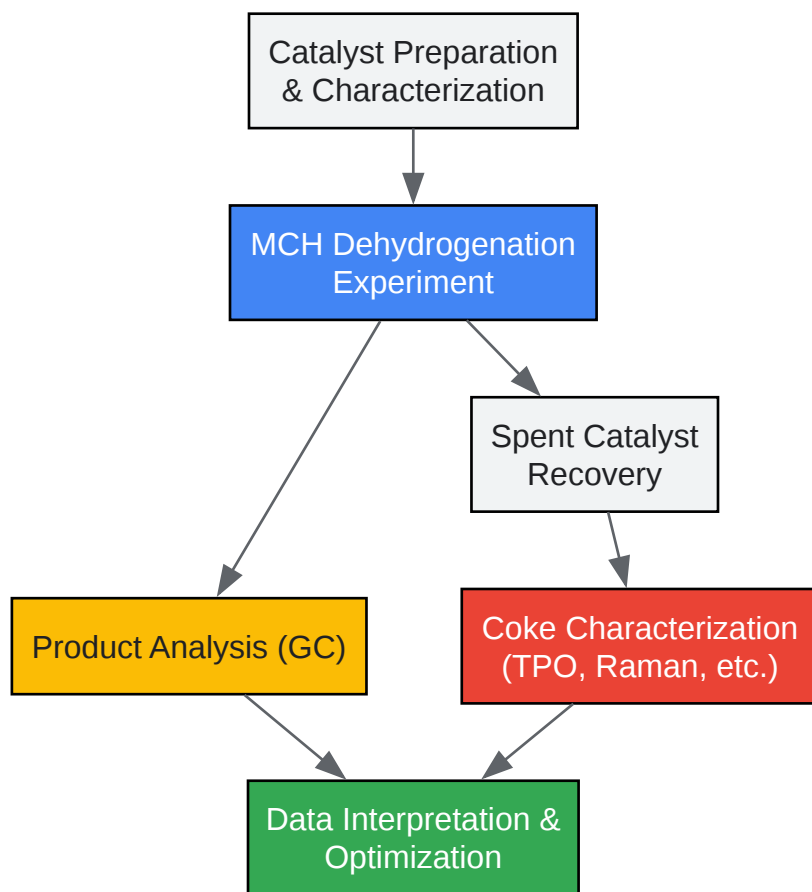 Catalyst Preparation
& Characterization
MCH Dehydrogenation
Experiment
Spent Catalyst
Recovery
Product Analysis (GC)
Coke Characterization
(TPO, Raman, etc.)
Data Interpretation &
Optimization